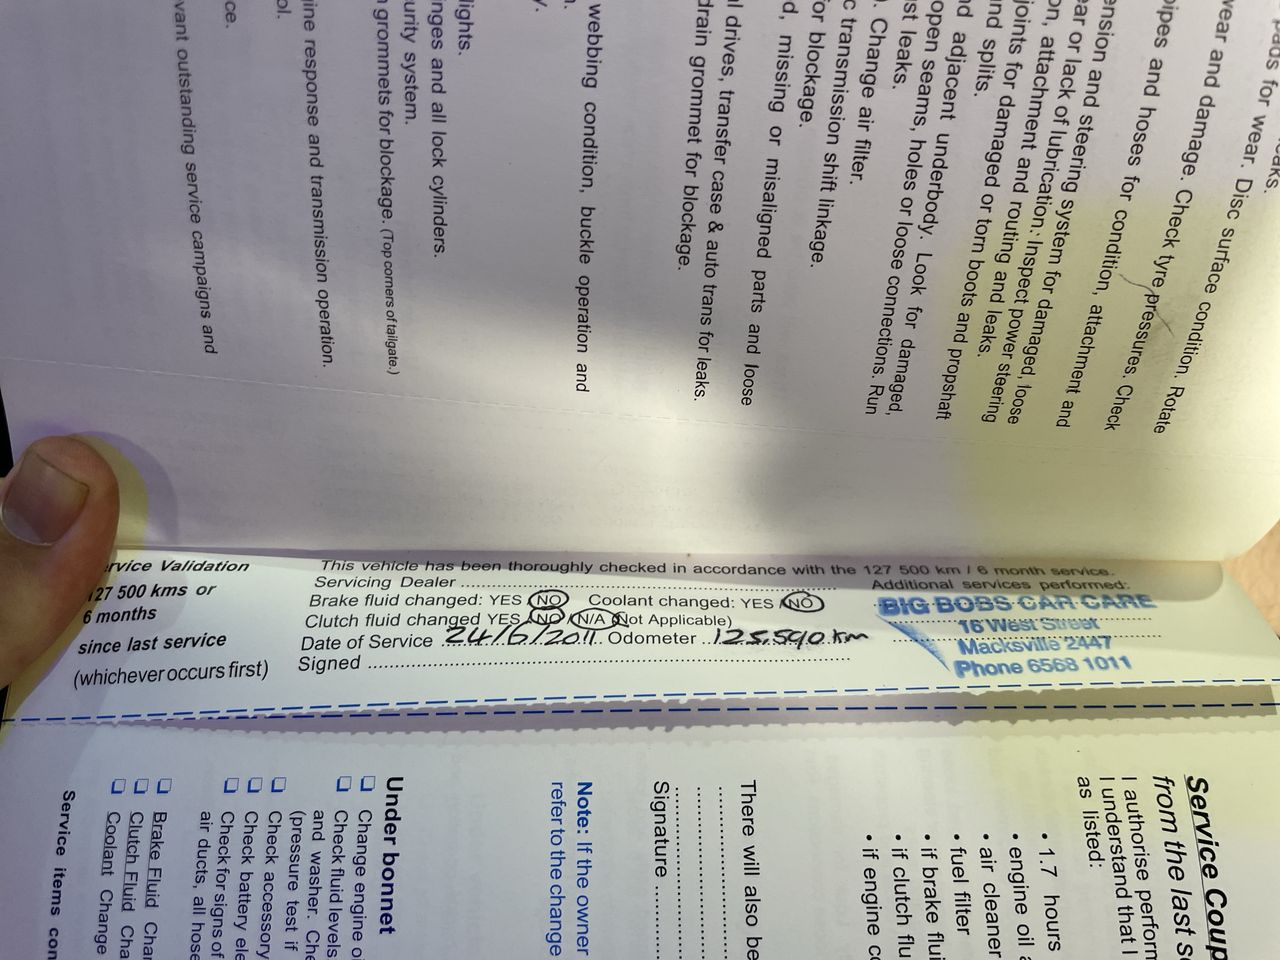 pads for wear. Disc surface condition. Rotate
wear and damage. Check tyre pressures. Check
pipes and hoses for condition, attachment and
ension and steering system for damaged, loose
ear or lack of lubrication. Inspect power steering
on, attachment and routing and leaks.
joints for damaged or torn boots and propshaft
and splits.
nd adjacent underbody. Look for damaged,
open seams, holes or loose connections. Run
ust leaks.
). Change air filter.
c transmission shift linkage.
for blockage.
d, missing or misaligned parts and loose
l drives, transfer case & auto trans for leaks.
drain grommet for blockage.
webbing condition, buckle operation and
n.
y.
lights.
inges and all lock cylinders.
urity system.
n grommets for blockage. (Top corners of tailgate.)
ine response and transmission operation.
ol.
ce.
vant outstanding service campaigns and
rvice Validation
127 500 kms or
6 months
since last service
(whichever occurs first)
This vehicle has been thoroughly checked in accordance with the 127 500 km / 6 month service.
Servicing Dealer
Additional services performed:
Brake fluid changed: YES NO Coolant changed: YES NO
Clutch fluid changed YES NO N/A (Not Applicable)
Date of Service 24/6/2011. Odometer 125,590 km
Signed
BIG BOBS CAR CARE
16 West Street
Macksville 2447
Phone 6568 1011
Service Coup
from the last s
I authorise perform
I understand that I
as listed:
• 1.7 hours
• engine oil
• air cleaner
• fuel filter
• if brake flui
• if clutch flu
• if engine c
There will also be
Signature
Note: If the owner
refer to the change
Under bonnet
Change engine oi
Check fluid levels
and washer. Che
(pressure test if
Check accessory
Check battery ele
Check for signs of
air ducts, all hose
Brake Fluid Chan
Clutch Fluid Cha
Coolant Change
Service items con